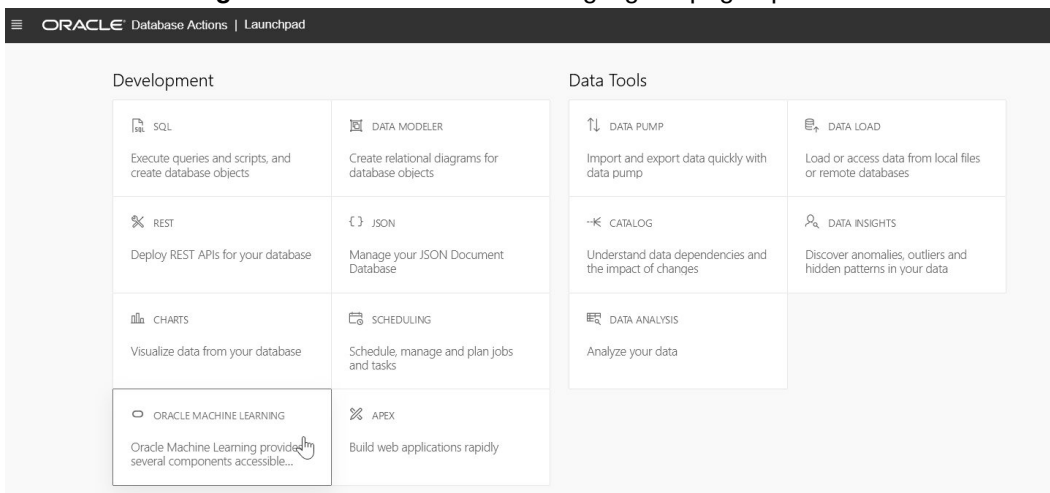 ORACLE Database Actions | Launchpad
Development
SQL
Execute queries and scripts, and
create database objects
DATA MODELER
Create relational diagrams for
database objects
REST
Deploy REST APIs for your database
{} JSON
Manage your JSON Document
Database
CHARTS
Visualize data from your database
SCHEDULING
Schedule, manage and plan jobs
and tasks
ORACLE MACHINE LEARNING
Oracle Machine Learning provide
several components accessible...
APEX
Build web applications rapidly
Data Tools
DATA PUMP
Import and export data quickly with
data pump
DATA LOAD
Load or access data from local files
or remote databases
CATALOG
Understand data dependencies and
the impact of changes
DATA INSIGHTS
Discover anomalies, outliers and
hidden patterns in your data
DATA ANALYSIS
Analyze your data